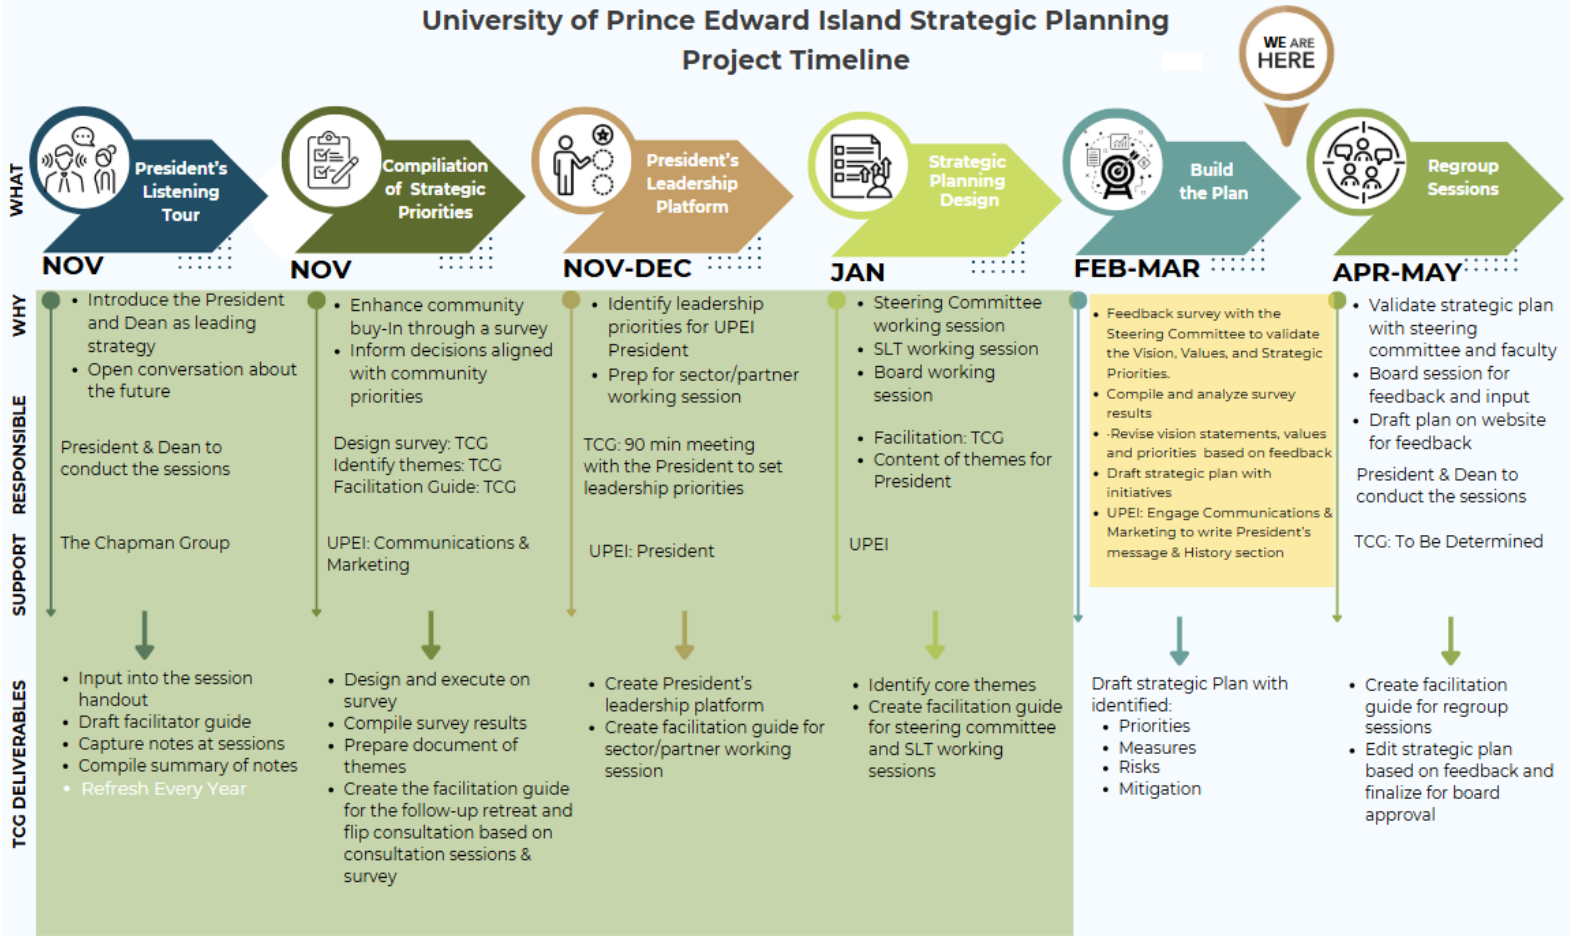 University of Prince Edward Island Strategic Planning
Project Timeline
WE ARE
HERE
WHAT
President's
Listening
Tour
Compiliation
of Strategic
Priorities
President's
Leadership
Platform
Strategic
Planning
Design
Build
the Plan
Regroup
Sessions
NOV
NOV
NOV-DEC
JAN
FEB-MAR
APR-MAY
WHY
• Introduce the President
and Dean as leading
strategy
• Open conversation about
the future
• Enhance community
buy-In through a survey
• Inform decisions aligned
with community
priorities
• Identify leadership
priorities for UPEI
President
• Prep for sector/partner
working session
• Steering Committee
working session
• SLT working session
• Board working
session
• Feedback survey with the
Steering Committee to validate
the Vision, Values, and Strategic
Priorities.
• Compile and analyze survey
results
• -Revise vision statements, values
and priorities based on feedback
• Draft strategic plan with
initiatives
• UPEI: Engage Communications &
Marketing to write President's
message & History section
• Validate strategic plan
with steering
committee and faculty
• Board session for
feedback and input
• Draft plan on website
for feedback
RESPONSIBLE
President & Dean to
conduct the sessions
Design survey: TCG
Identify themes: TCG
Facilitation Guide: TCG
TCG: 90 min meeting
with the President to set
leadership priorities
• Facilitation: TCG
• Content of themes for
President
President & Dean to
conduct the sessions
SUPPORT
The Chapman Group
UPEI: Communications &
Marketing
UPEI: President
UPEI
TCG: To Be Determined
TCG DELIVERABLES
• Input into the session
handout
• Draft facilitator guide
• Capture notes at sessions
• Compile summary of notes
• Refresh Every Year
• Design and execute on
survey
• Compile survey results
• Prepare document of
themes
• Create the facilitation guide
for the follow-up retreat and
flip consultation based on
consultation sessions &
survey
• Create President's
leadership platform
• Create facilitation guide for
sector/partner working
session
• Identify core themes
• Create facilitation guide
for steering committee
and SLT working
sessions
Draft strategic Plan with
identified:
• Priorities
• Measures
• Risks
• Mitigation
• Create facilitation
guide for regroup
sessions
• Edit strategic plan
based on feedback and
finalize for board
approval